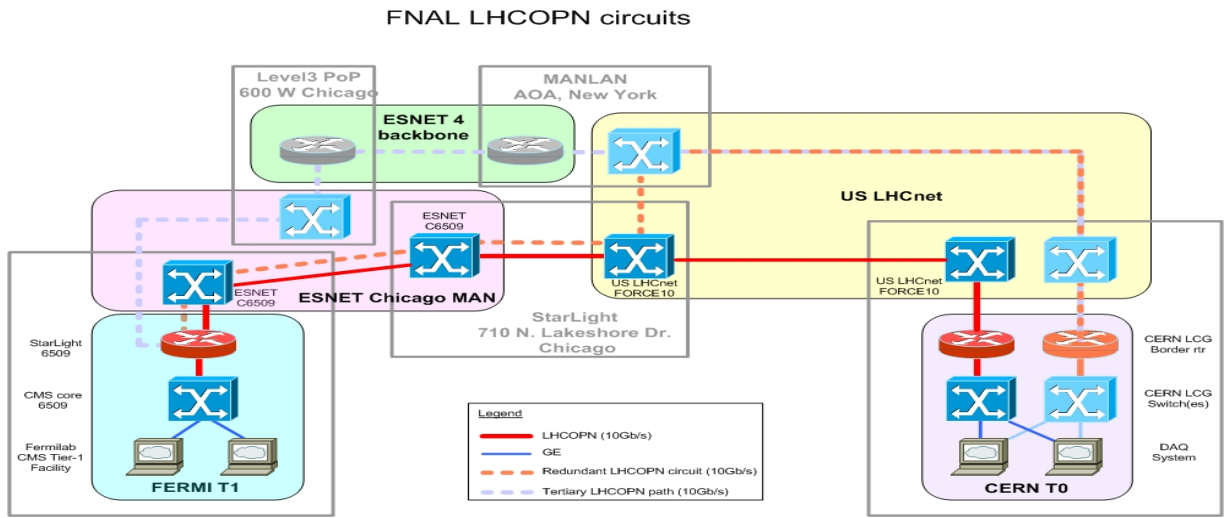 FNAL LHCOPN circuits
Level3 PoP
600 W Chicago
MANLAN
AOA, New York
ESNET 4
backbone
US LHCnet
ESNET
C6509
ESNET
C6509
ESNET Chicago MAN
US LHCnet
FORCE10
US LHCnet
FORCE10
StarLight
710 N. Lakeshore Dr.
Chicago
StarLight
6509
CMS core
6509
Fermilab
CMS Tier-1
Facility
FERMI T1
Legend
LHCOPN (10Gb/s)
GE
Redundant LHCOPN circuit (10Gb/s)
Tertiary LHCOPN path (10Gb/s)
CERN LCG
Border rtr
CERN LCG
Switch(es)
DAQ
System
CERN T0